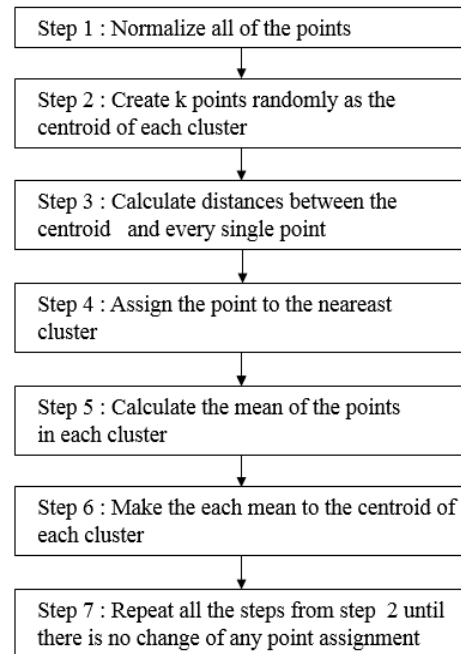 Step 1 : Normalize all of the points
Step 2 : Create k points randomly as the
centroid of each cluster
Step 3 : Calculate distances between the
centroid and every single point
Step 4 : Assign the point to the neareast
cluster
Step 5 : Calculate the mean of the points
in each cluster
Step 6 : Make the each mean to the centroid of
each cluster
Step 7 : Repeat all the steps from step 2 until
there is no change of any point assignment